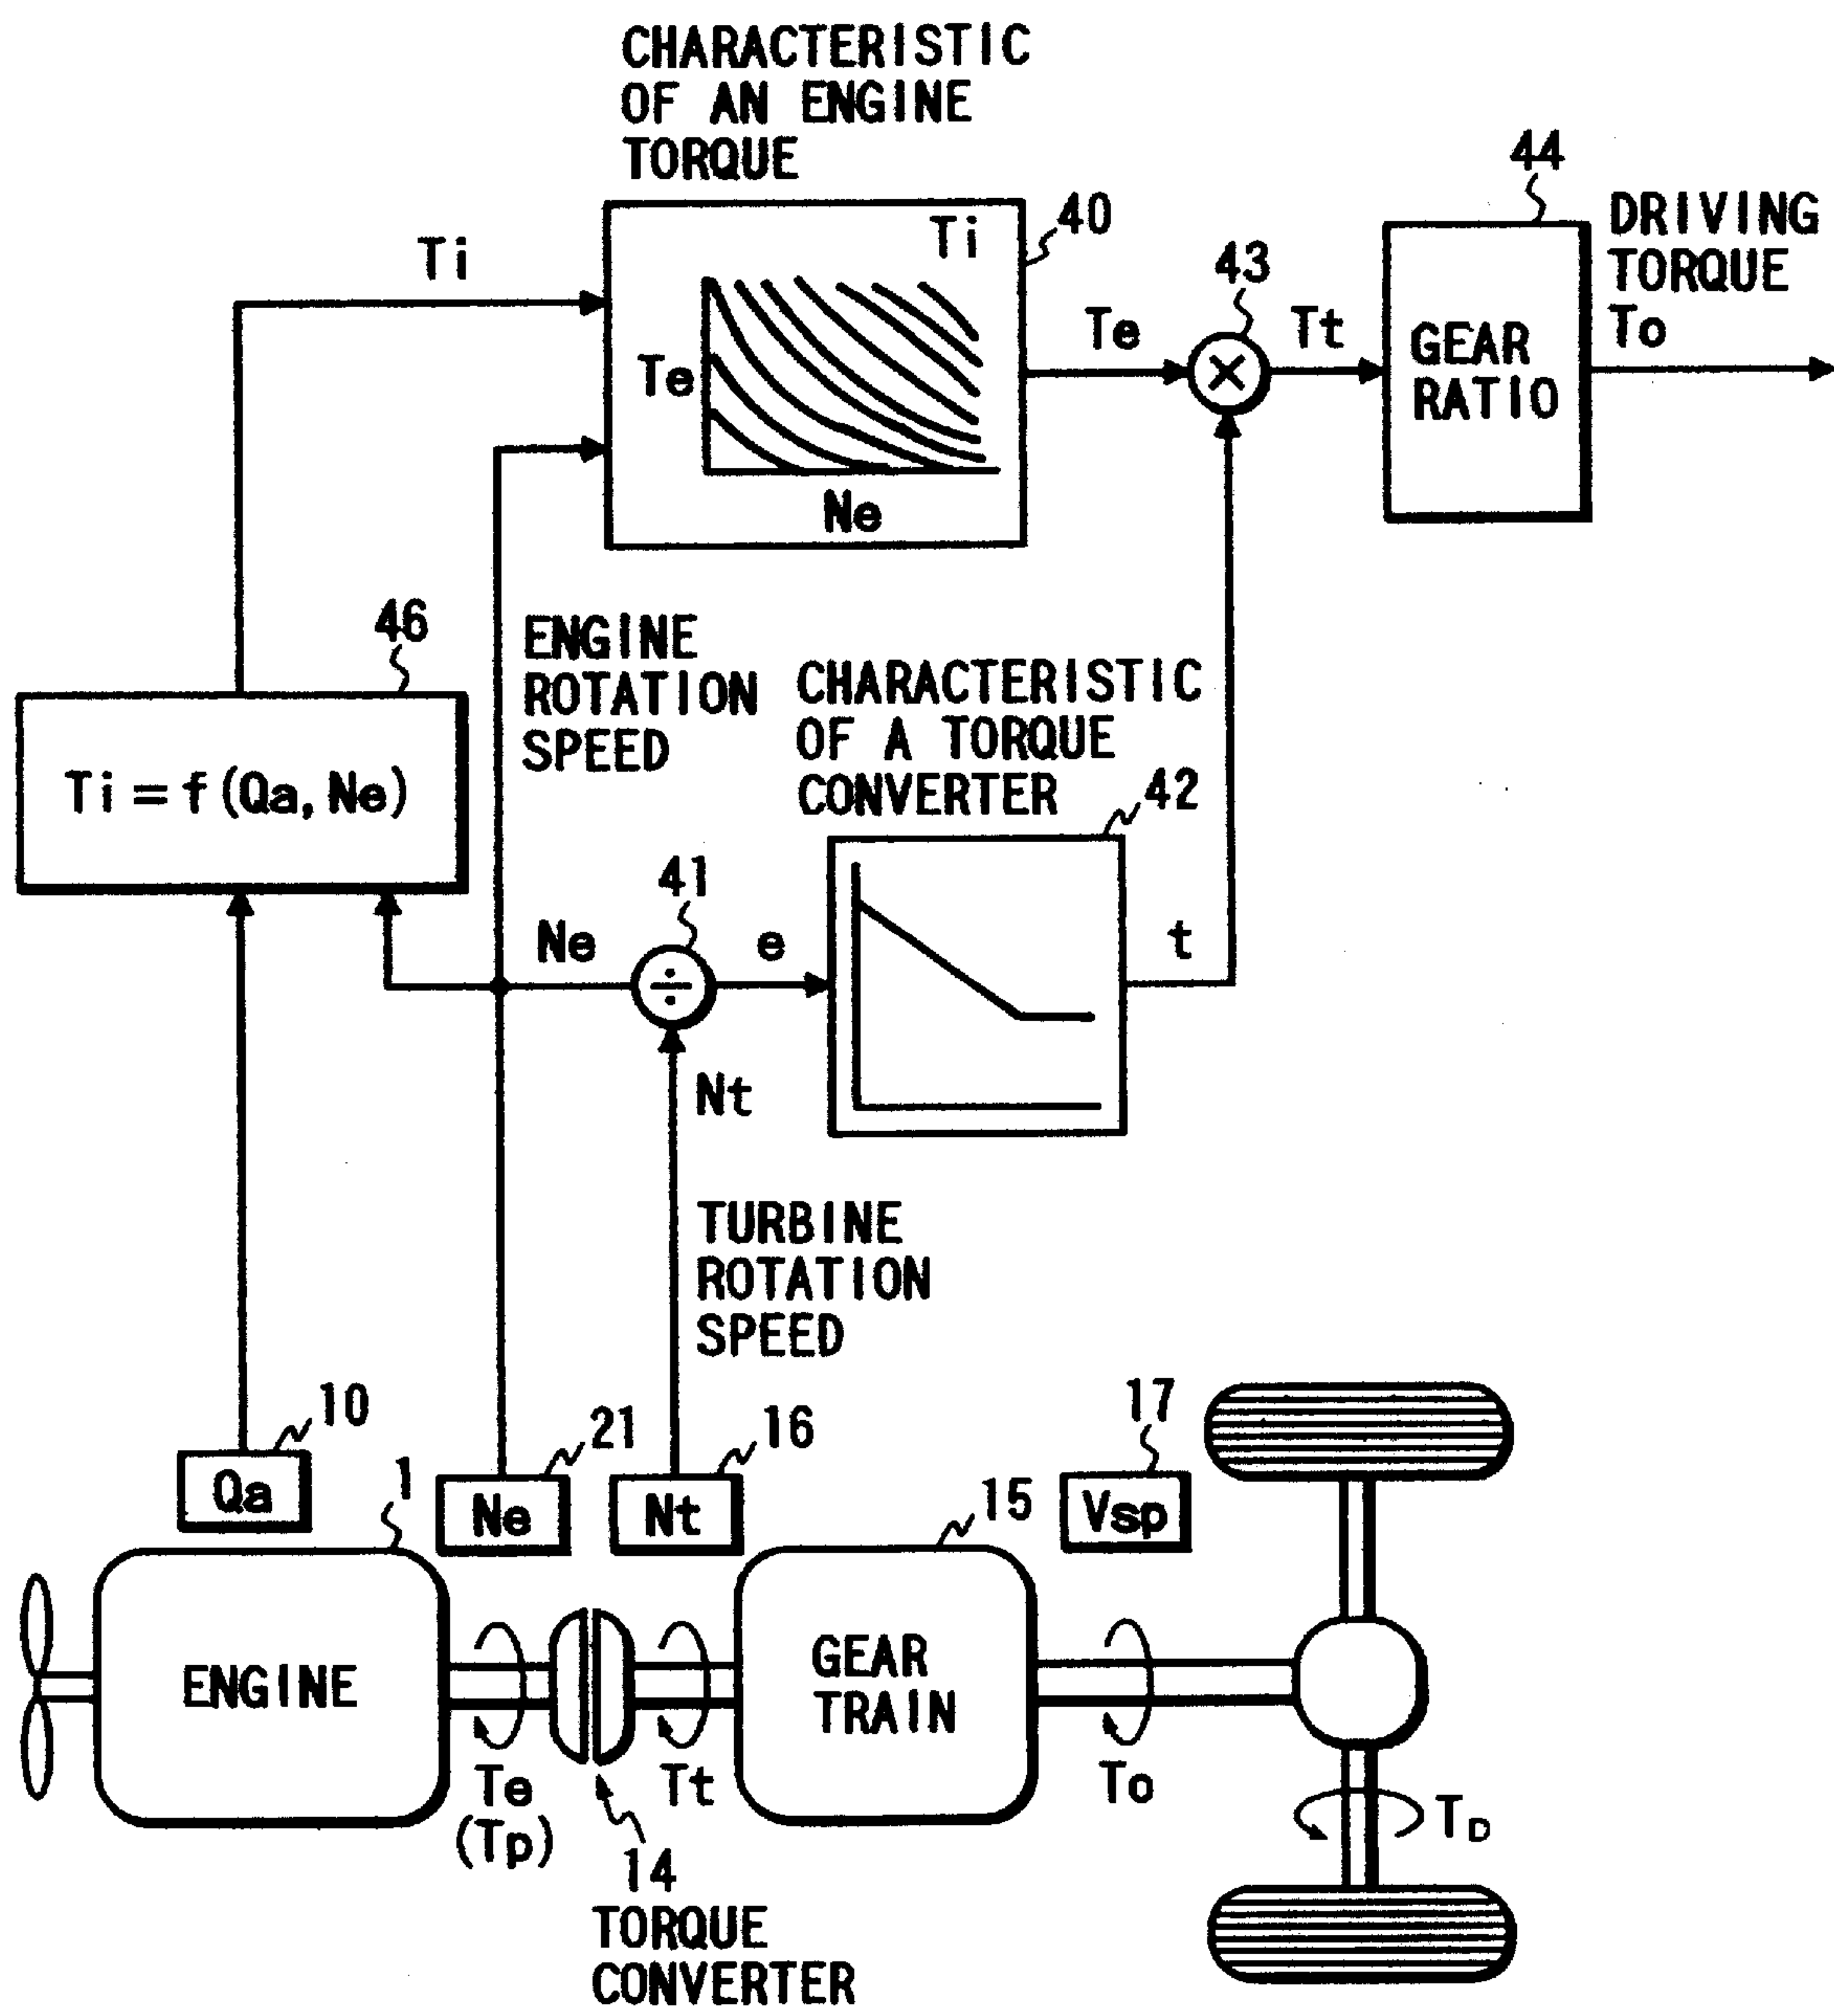 CHARACTERISTIC
OF AN ENGINE
TORQUE
44
40
DRIVING
TORQUE
To
Ti
Ti
43
Te
Te
Tt
GEAR
RATIO
Ne
46
ENGINE
ROTATION
SPEED
CHARACTERISTIC
OF A TORQUE
CONVERTER
42
Ti = f (Qa, Ne)
41
Ne
÷
e
t
Nt
TURBINE
ROTATION
SPEED
10
21
16
17
1
15
Qa
Ne
Nt
Vsp
ENGINE
GEAR
TRAIN
Te
(Tp)
Tt
To
TD
14
TORQUE
CONVERTER